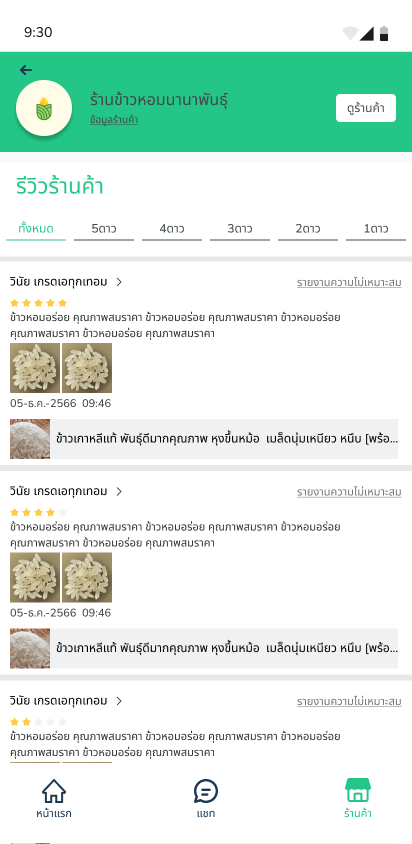 9:30
ร้านข้าวหอมนานาพันธุ์
ข้อมูลร้านค้า
ดูร้านค้า
รีวิวร้านค้า
ทั้งหมด 5ดาว 4ดาว 3ดาว 2ดาว 1ดาว
วินัย เกรดเอทุกเทอม
รายงานความไม่เหมาะสม
ข้าวหอมอร่อย คุณภาพสมราคา ข้าวหอมอร่อย คุณภาพสมราคา ข้าวหอมอร่อย
คุณภาพสมราคา ข้าวหอมอร่อย คุณภาพสมราคา
05-ธ.ค.-2566 09:46
ข้าวเกาหลีแท้ พันธุ์ดีมากคุณภาพ หุงขึ้นหม้อ เมล็ดนุ่มเหนียว หนึบ [พร้อ...
วินัย เกรดเอทุกเทอม
รายงานความไม่เหมาะสม
ข้าวหอมอร่อย คุณภาพสมราคา ข้าวหอมอร่อย คุณภาพสมราคา ข้าวหอมอร่อย
คุณภาพสมราคา ข้าวหอมอร่อย คุณภาพสมราคา
05-ธ.ค.-2566 09:46
ข้าวเกาหลีแท้ พันธุ์ดีมากคุณภาพ หุงขึ้นหม้อ เมล็ดนุ่มเหนียว หนึบ [พร้อ...
วินัย เกรดเอทุกเทอม
รายงานความไม่เหมาะสม
ข้าวหอมอร่อย คุณภาพสมราคา ข้าวหอมอร่อย คุณภาพสมราคา ข้าวหอมอร่อย
คุณภาพสมราคา ข้าวหอมอร่อย คุณภาพสมราคา
หน้าแรก แชท ร้านค้า